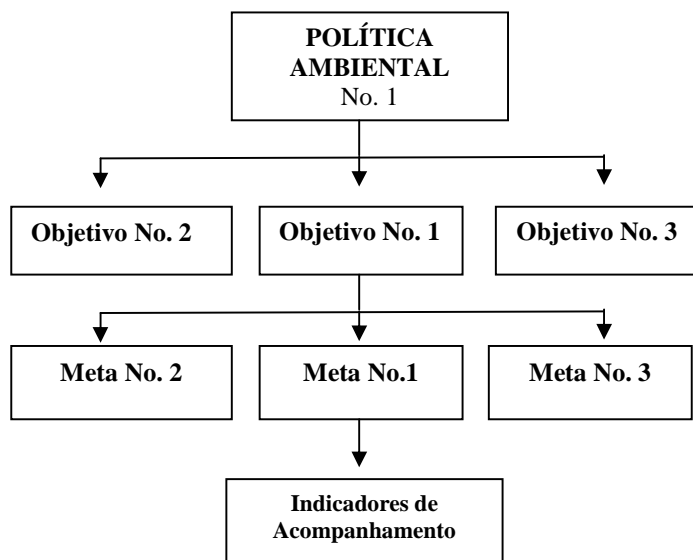 POLÍTICA
AMBIENTAL
No. 1
Objetivo No. 2
Objetivo No. 1
Objetivo No. 3
Meta No. 2
Meta No.1
Meta No. 3
Indicadores de
Acompanhamento